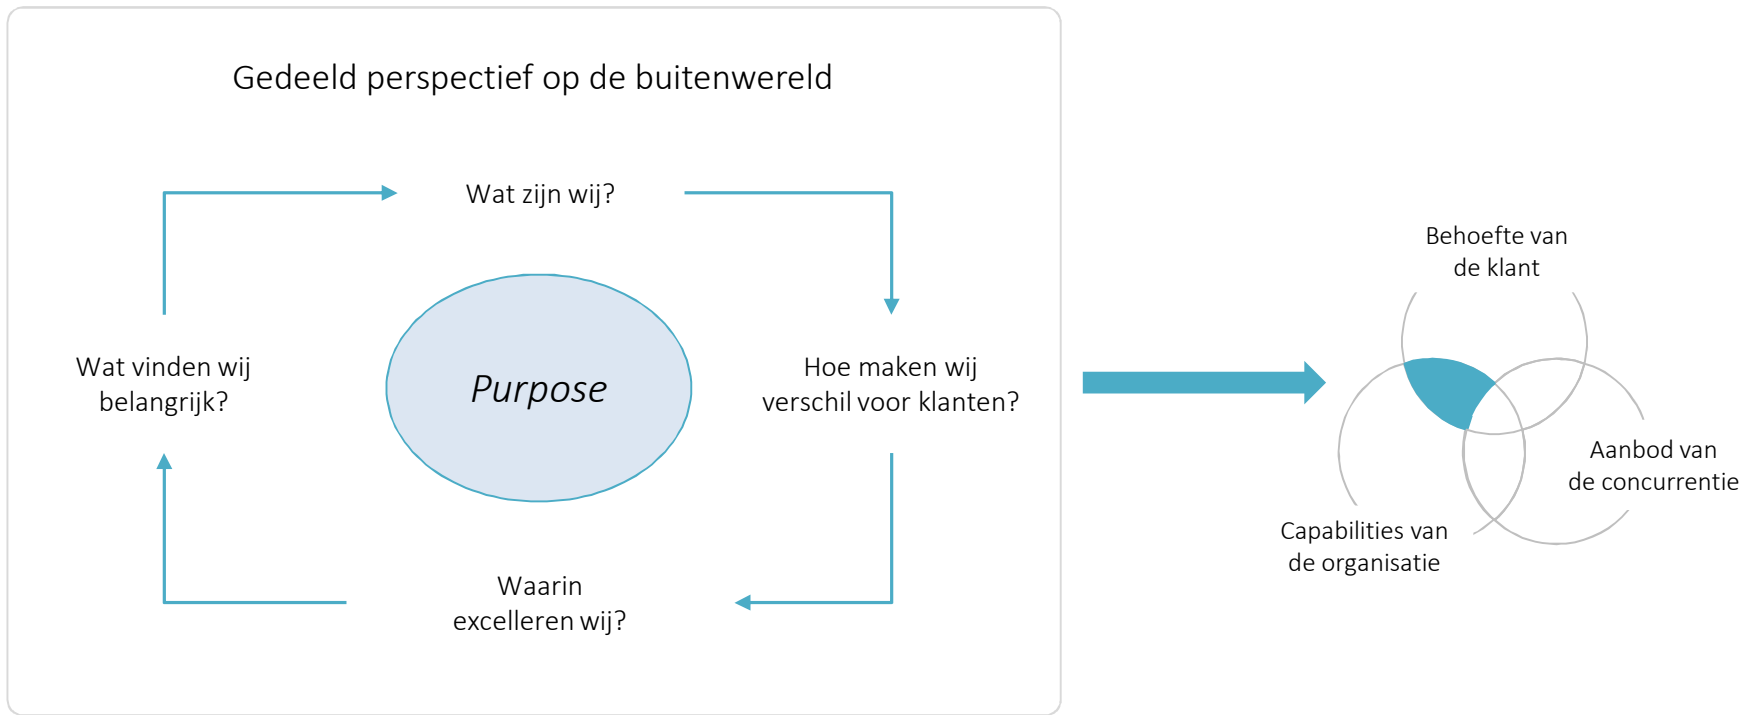 Gedeeld perspectief op de buitenwereld
Wat zijn wij?
Wat vinden wij
belangrijk?
Purpose
Hoe maken wij
verschil voor klanten?
Waarin
excelleren wij?
Behoefte van
de klant
Aanbod van
de concurrentie
Capabilities van
de organisatie